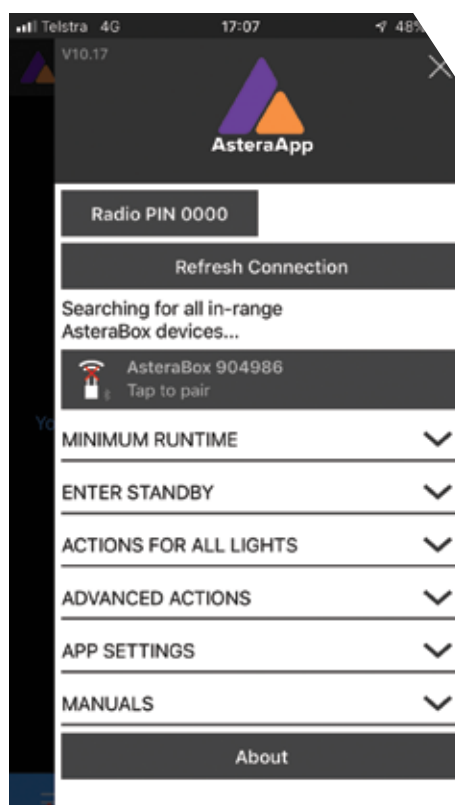 Telstra 4G 17:07 48%
V10.17
AsteraApp
Radio PIN 0000
Refresh Connection
Searching for all in-range
AsteraBox devices...
AsteraBox 904986
Tap to pair
Yo
MINIMUM RUNTIME
ENTER STANDBY
ACTIONS FOR ALL LIGHTS
ADVANCED ACTIONS
APP SETTINGS
MANUALS
About